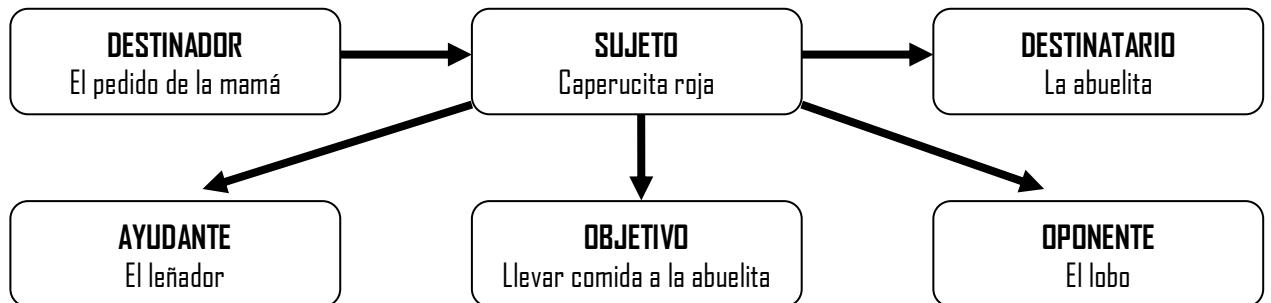 DESTINADOR
El pedido de la mamá
SUJETO
Caperucita roja
DESTINATARIO
La abuelita
AYUDANTE
El leñador
OBJETIVO
Llevar comida a la abuelita
OPONENTE
El lobo